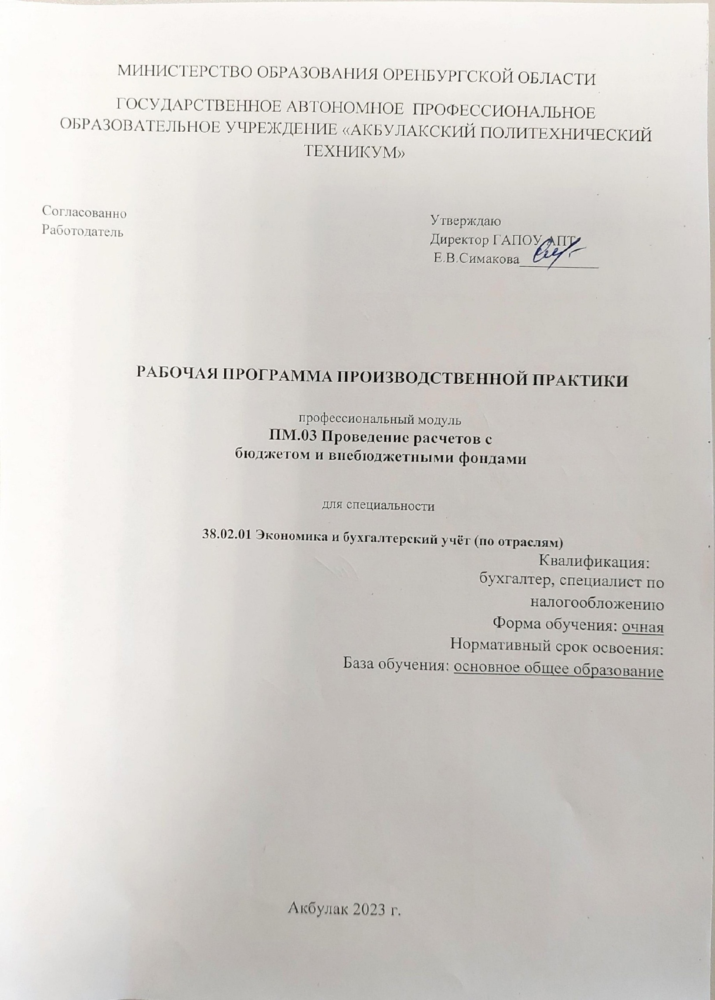 МИНИСТЕРСТВО ОБРАЗОВАНИЯ ОРЕНБУРГСКОЙ ОБЛАСТИ
ГОСУДАРСТВЕННОЕ АВТОНОМНОЕ ПРОФЕССИОНАЛЬНОЕ
ОБРАЗОВАТЕЛЬНОЕ УЧРЕЖДЕНИЕ «АКБУЛАКСКИЙ ПОЛИТЕХНИЧЕСКИЙ
ТЕХНИКУМ»
Согласованно
Работодатель
Утверждаю
Директор ГАПОУ АПТ
Е.В.Симакова____________
РАБОЧАЯ ПРОГРАММА ПРОИЗВОДСТВЕННОЙ ПРАКТИКИ
профессиональный модуль
ПМ.03 Проведение расчетов с
бюджетом и внебюджетными фондами
для специальности
38.02.01 Экономика и бухгалтерский учёт (по отраслям)
Квалификация:
бухгалтер, специалист по
налогообложению
Форма обучения: очная
Нормативный срок освоения:
База обучения: основное общее образование
Акбулак 2023 г.